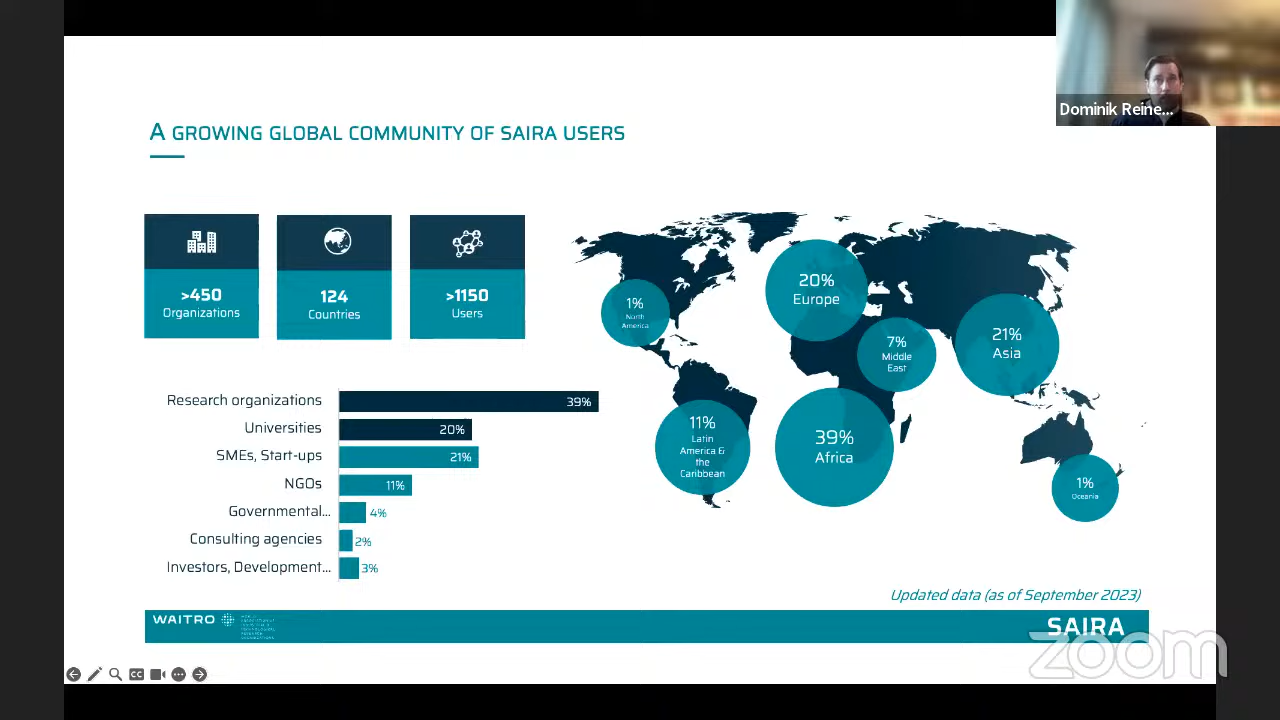 Dominik Reine...
A GROWING GLOBAL COMMUNITY OF SAIRA USERS
>450
Organizations
124
Countries
>1150
Users
1%
North
America
20%
Europe
7%
Middle
East
21%
Asia
11%
Latin
America &
the
Caribbean
39%
Africa
1%
Oceania
Research organizations 39%
Universities 20%
SMEs, Start-ups 21%
NGOs 11%
Governmental... 4%
Consulting agencies 2%
Investors, Development... 3%
Updated data (as of September 2023)
WAITRO
SAIRA
zoom
CC